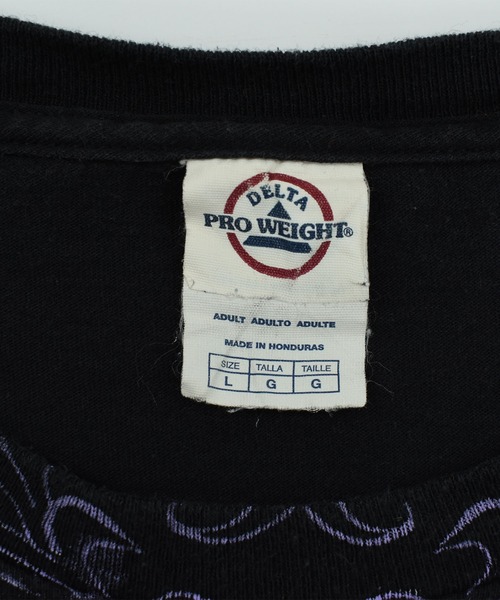 DELTA
PRO WEIGHT®
ADULT ADULTO ADULTE
MADE IN HONDURAS
SIZE TALLA TAILLE
L G G